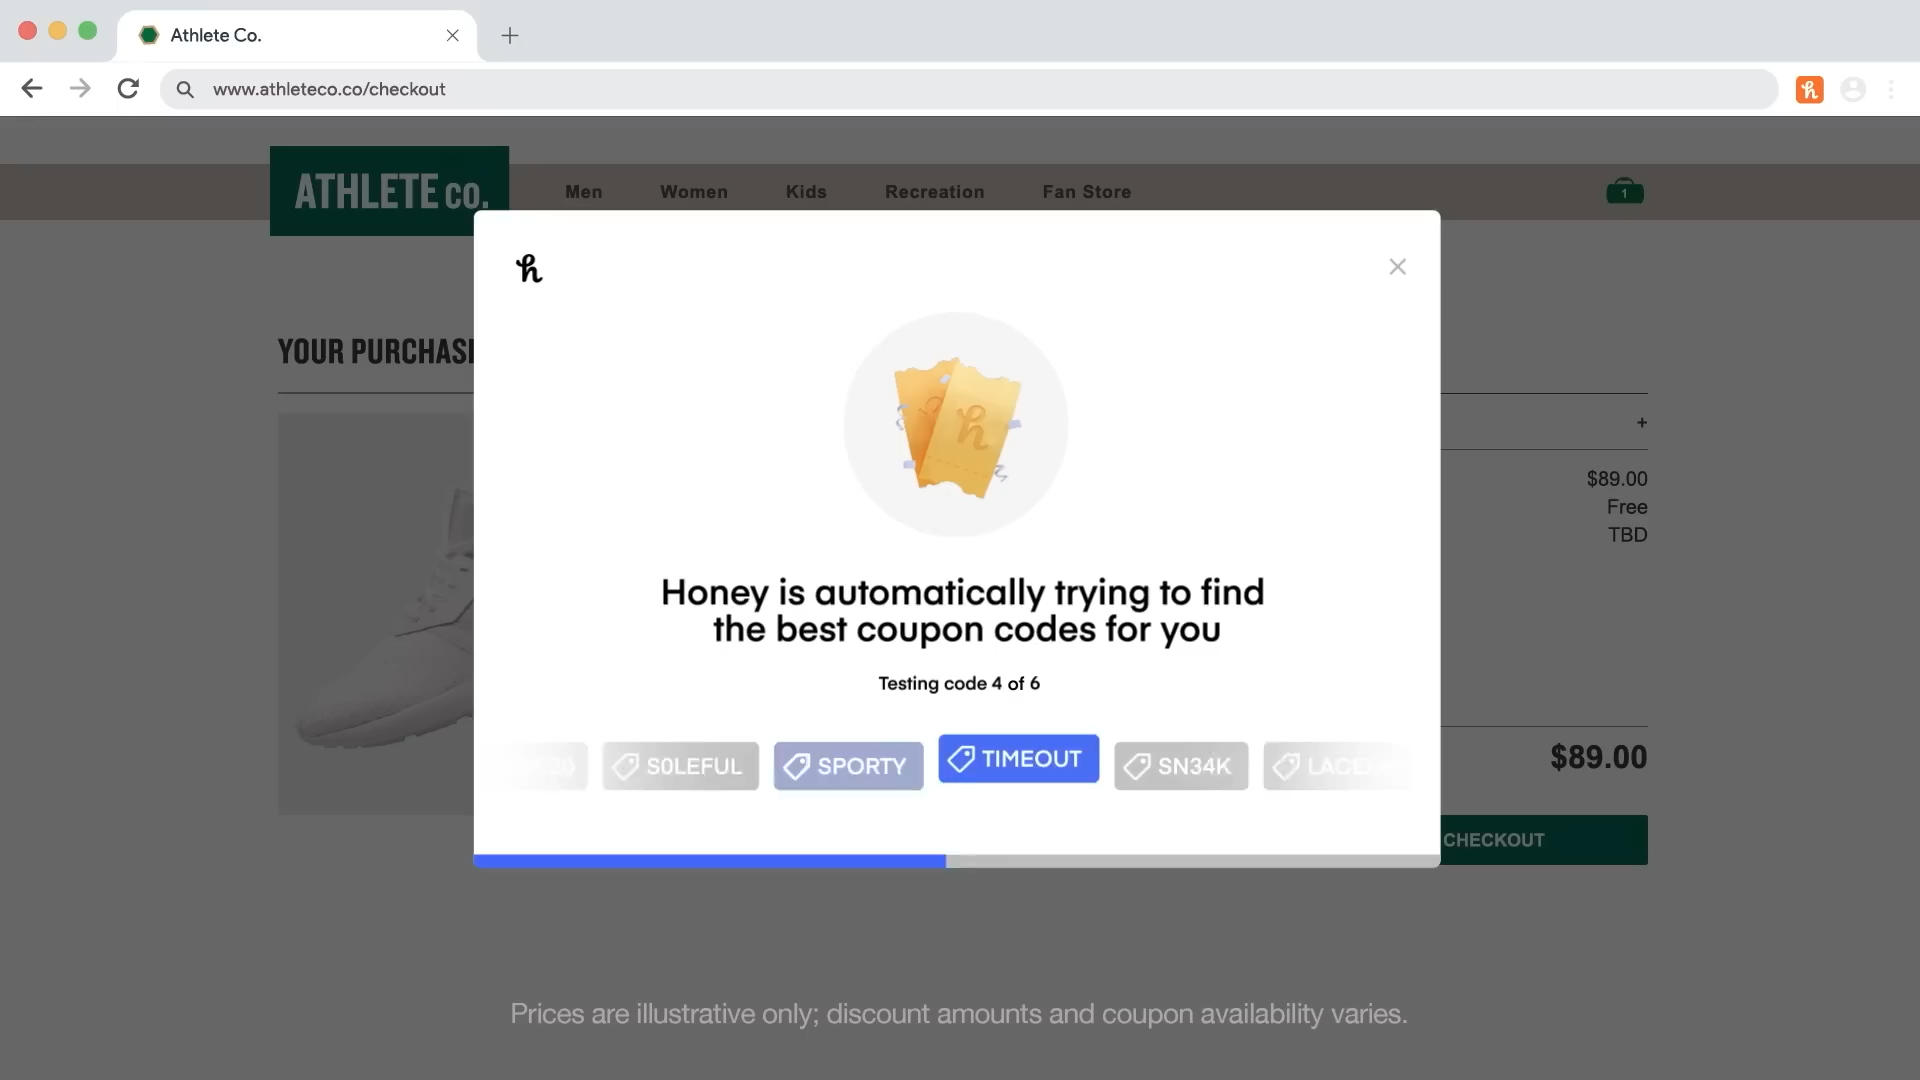 Athlete Co.
www.athleteco.co/checkout
ATHLETE CO.
Men
Women
Kids
Recreation
Fan Store
1
YOUR PURCHAS
Honey is automatically trying to find
the best coupon codes for you
Testing code 4 of 6
S0LEFUL
SPORTY
TIMEOUT
SN34K
+
$89.00
Free
TBD
$89.00
CHECKOUT
Prices are illustrative only; discount amounts and coupon availability varies.